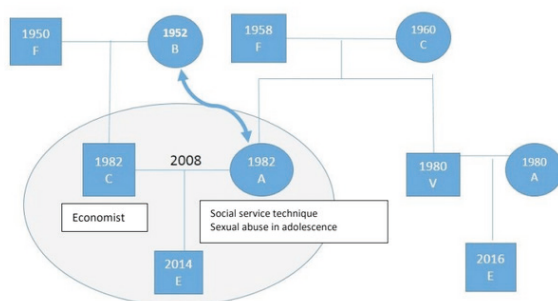 1950
F
1952
B
1958
F
1960
C
1982
C
2008
1982
A
1980
V
1980
A
Economist
Social service technique
Sexual abuse in adolescence
2014
E
2016
E